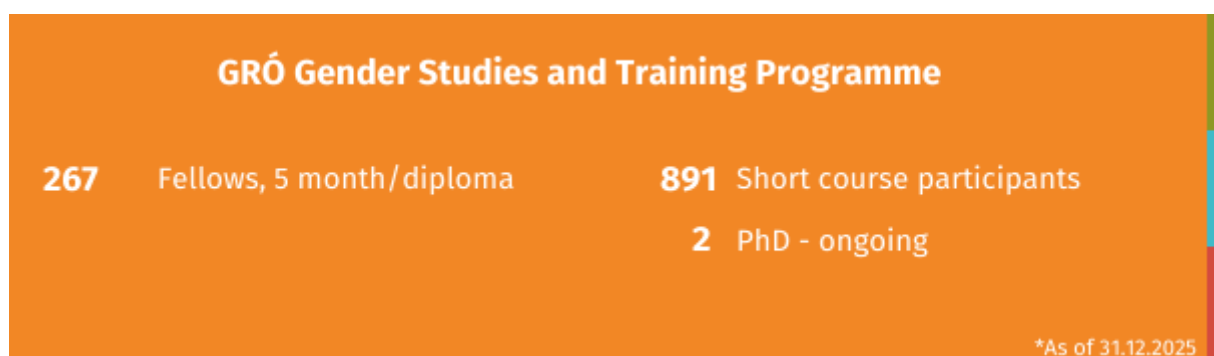 GRÓ Gender Studies and Training Programme
267 Fellows, 5 month/diploma
891 Short course participants
2 PhD - ongoing
*As of 31.12.2025